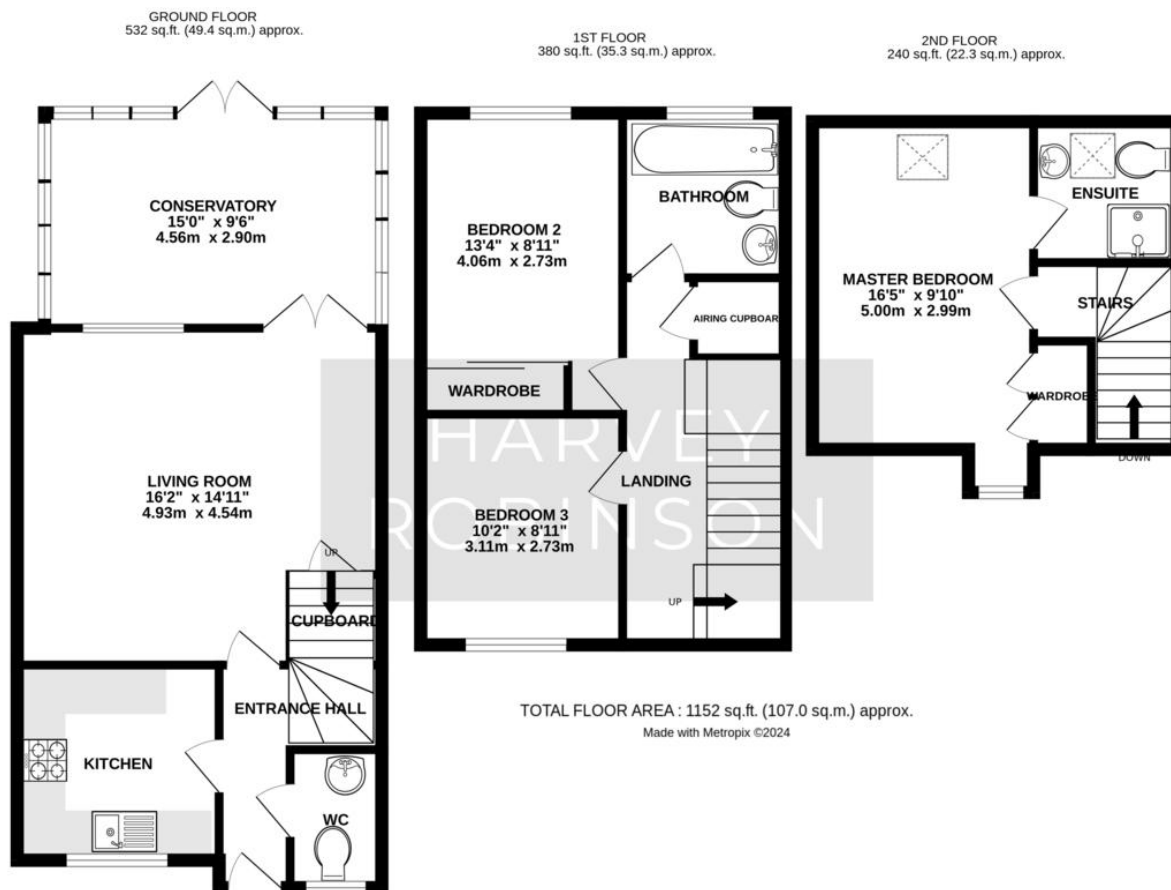 GROUND FLOOR
532 sq.ft. (49.4 sq.m.) approx.
CONSERVATORY
15'0" x 9'6"
4.56m x 2.90m
LIVING ROOM
16'2" x 14'11"
4.93m x 4.54m
UP
CUPBOARD
ENTRANCE HALL
KITCHEN
WC
1ST FLOOR
380 sq.ft. (35.3 sq.m.) approx.
BATHROOM
BEDROOM 2
13'4" x 8'11"
4.06m x 2.73m
AIRING CUPBOAR
WARDROBE
LANDING
BEDROOM 3
10'2" x 8'11"
3.11m x 2.73m
UP
HARVEY
ROBINSON
2ND FLOOR
240 sq.ft. (22.3 sq.m.) approx.
ENSUITE
MASTER BEDROOM
16'5" x 9'10"
5.00m x 2.99m
STAIRS
WARDROBE
DOWN
TOTAL FLOOR AREA : 1152 sq.ft. (107.0 sq.m.) approx.
Made with Metropix ©2024